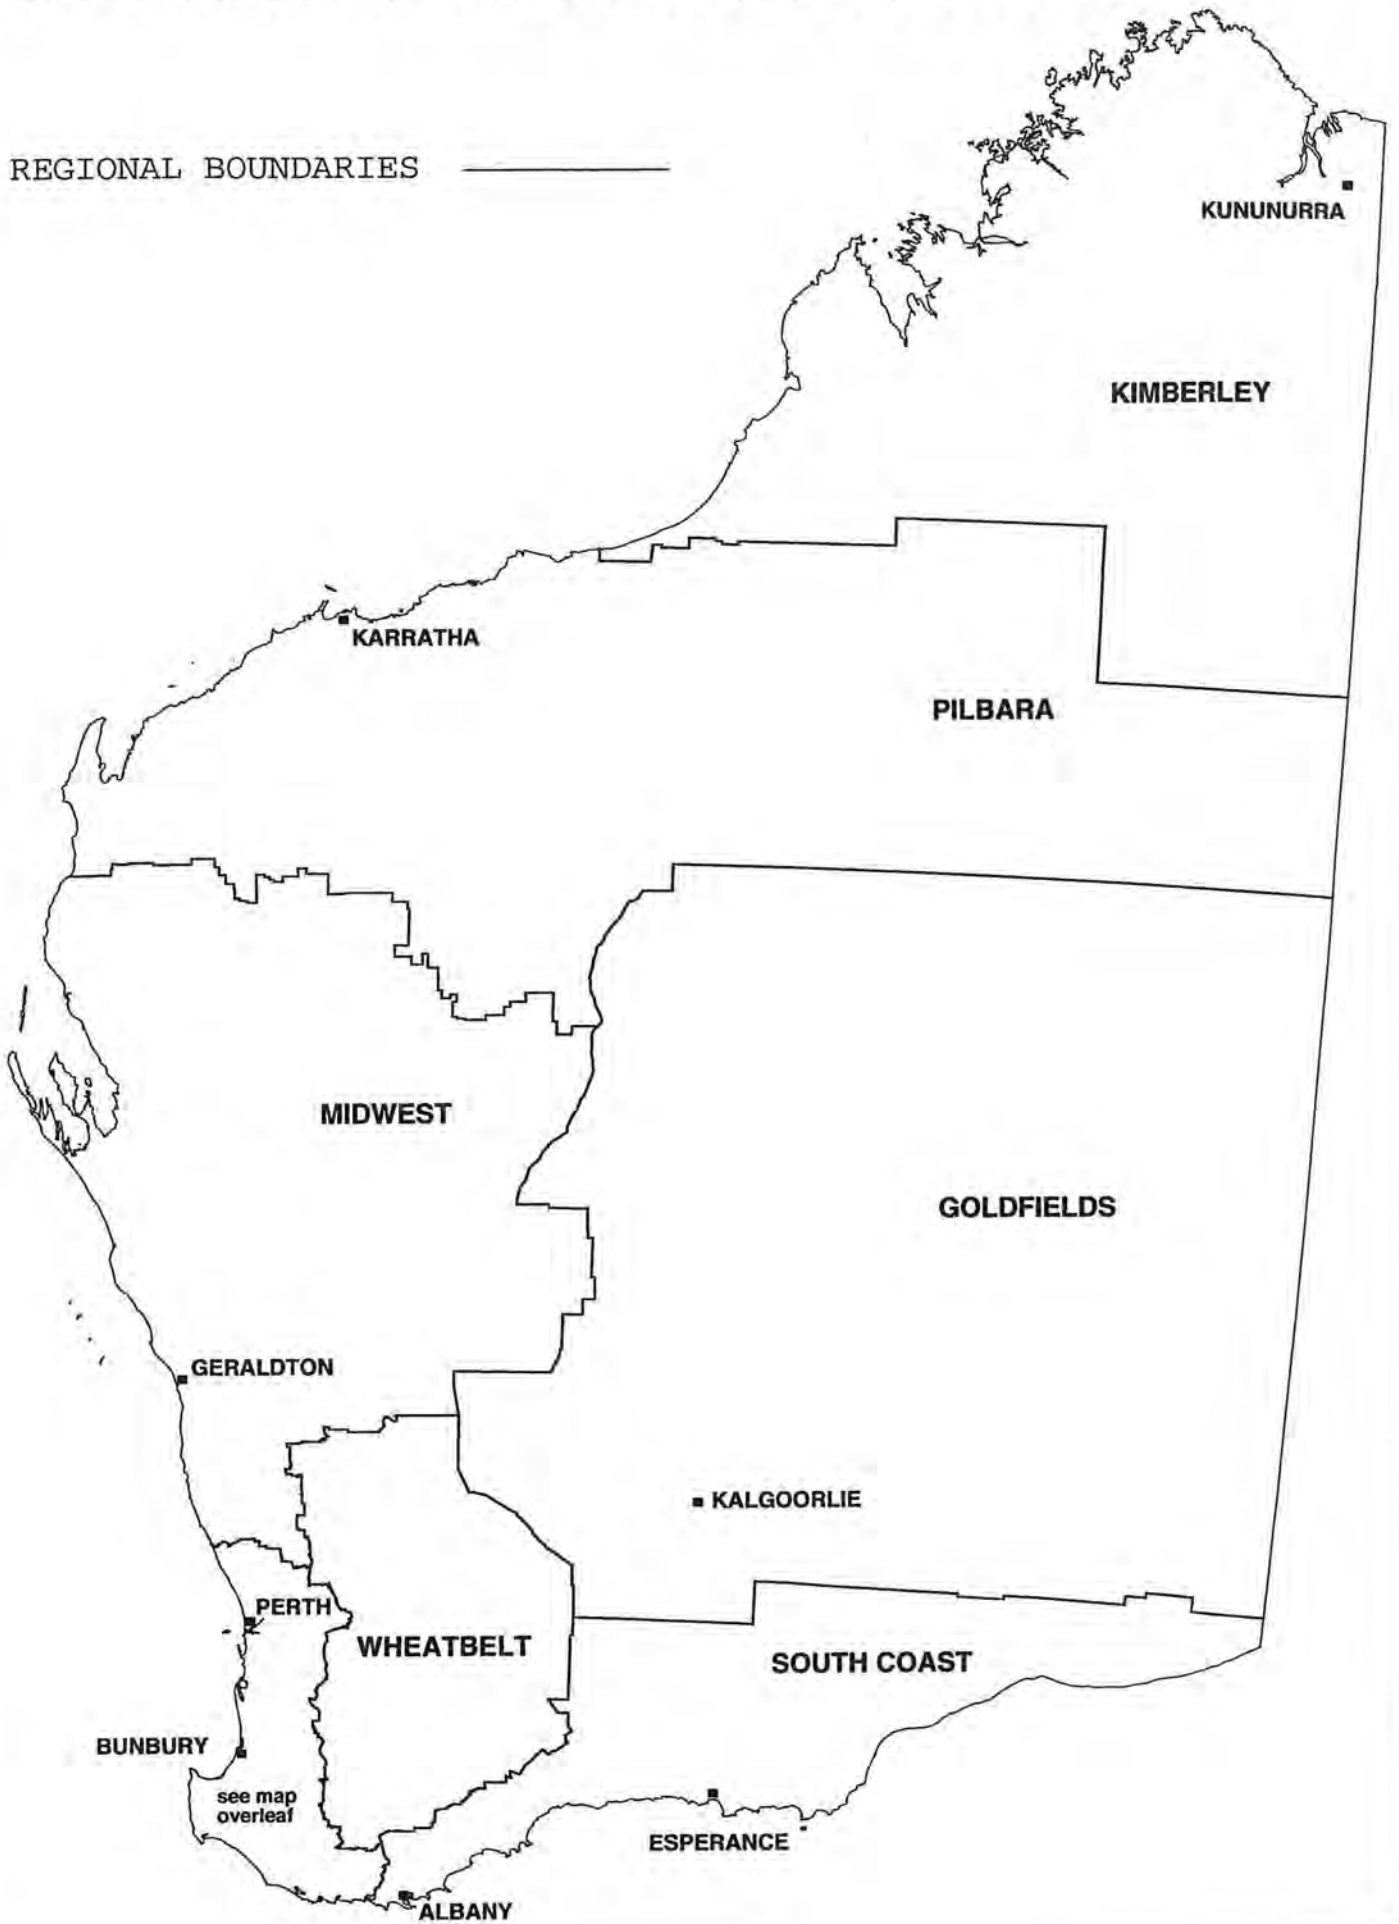 REGIONAL BOUNDARIES
KUNUNURRA
KIMBERLEY
KARRATHA
PILBARA
MIDWEST
GOLDFIELDS
GERALDTON
KALGOORLIE
PERTH
WHEATBELT
SOUTH COAST
BUNBURY
see map
overleaf
ESPERANCE
ALBANY